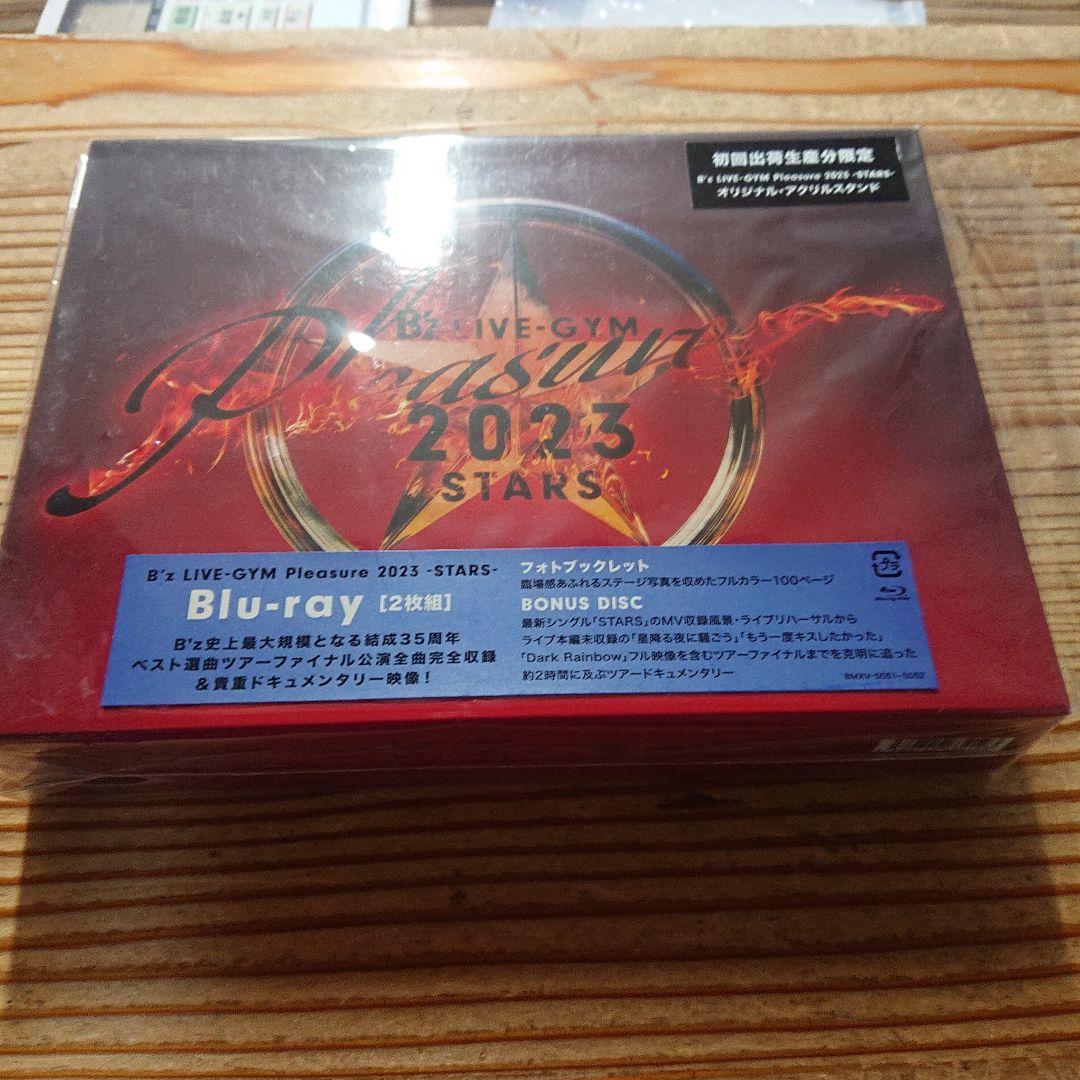 初回出荷生産分限定
B'z LIVE-GYM Pleasure 2023 -STARS-
オリジナル・アクリルスタンド
B'z LIVE-GYM
Pleasure
2023
STARS
B'z LIVE-GYM Pleasure 2023 -STARS-
Blu-ray [2枚組]
B'z史上最大規模となる結成35周年
ベスト選曲ツアーファイナル公演全曲完全収録
&貴重ドキュメンタリー映像!
フォトブックレット
臨場感あふれるステージ写真を収めたフルカラー100ページ
BONUS DISC
最新シングル「STARS」のMV収録風景・ライブリハーサルから
ライブ本編未収録の「星降る夜に騒ごう」「もう一度キスしたかった」
「Dark Rainbow」フル映像を含むツアーファイナルまでを克明に追った
約2時間に及ぶツアードキュメンタリー
プラ
BMXV-5051~5052